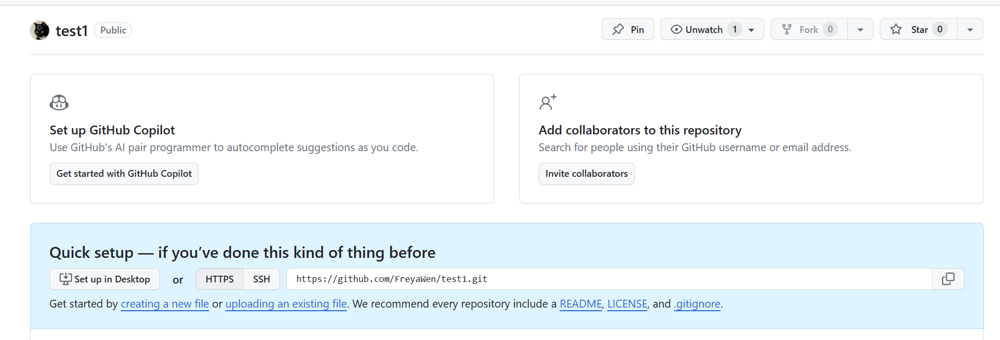 test1 Public
Pin Unwatch 1 Fork 0 Star 0
Set up GitHub Copilot
Use GitHub's AI pair programmer to autocomplete suggestions as you code.
Get started with GitHub Copilot
Add collaborators to this repository
Search for people using their GitHub username or email address.
Invite collaborators
Quick setup — if you’ve done this kind of thing before
Set up in Desktop or HTTPS SSH https://github.com/FreyaWen/test1.git
Get started by creating a new file or uploading an existing file. We recommend every repository include a README, LICENSE, and .gitignore.